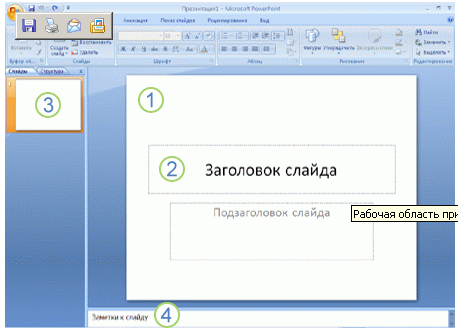 Презентация1 - Microsoft PowerPoint
Анимация Показ слайдов Рецензирование Вид
Вставить Создать слайд Восстановить Удалить
Фигуры Упорядочить Экспресс-стили
Найти
Заменить
Выделить
Буфер об... Слайды Шрифт Абзац Рисование Редактирование
Слайды Структура
3
1
2 Заголовок слайда
Подзаголовок слайда
Рабочая область при
Заметки к слайду 4